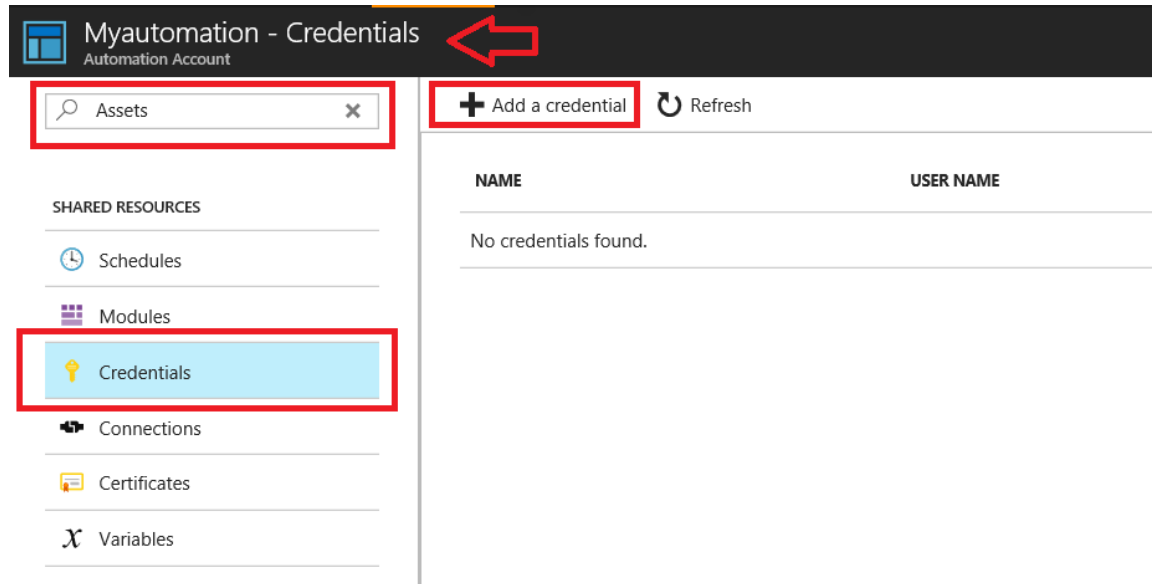 Myautomation - Credentials
Automation Account
Assets
Add a credential
Refresh
NAME
USER NAME
No credentials found.
SHARED RESOURCES
Schedules
Modules
Credentials
Connections
Certificates
Variables